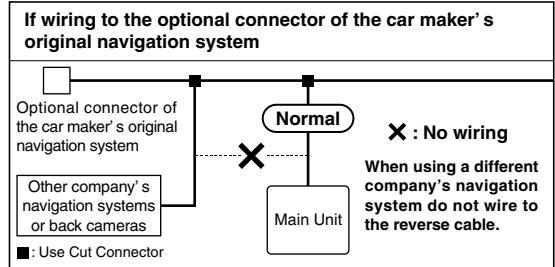 If wiring to the optional connector of the car maker's
original navigation system
Optional connector of
the car maker's original
navigation system
Normal
✕ : No wiring
When using a different
company's navigation
system do not wire to
the reverse cable.
Other company's
navigation systems
or back cameras
Main Unit
■: Use Cut Connector